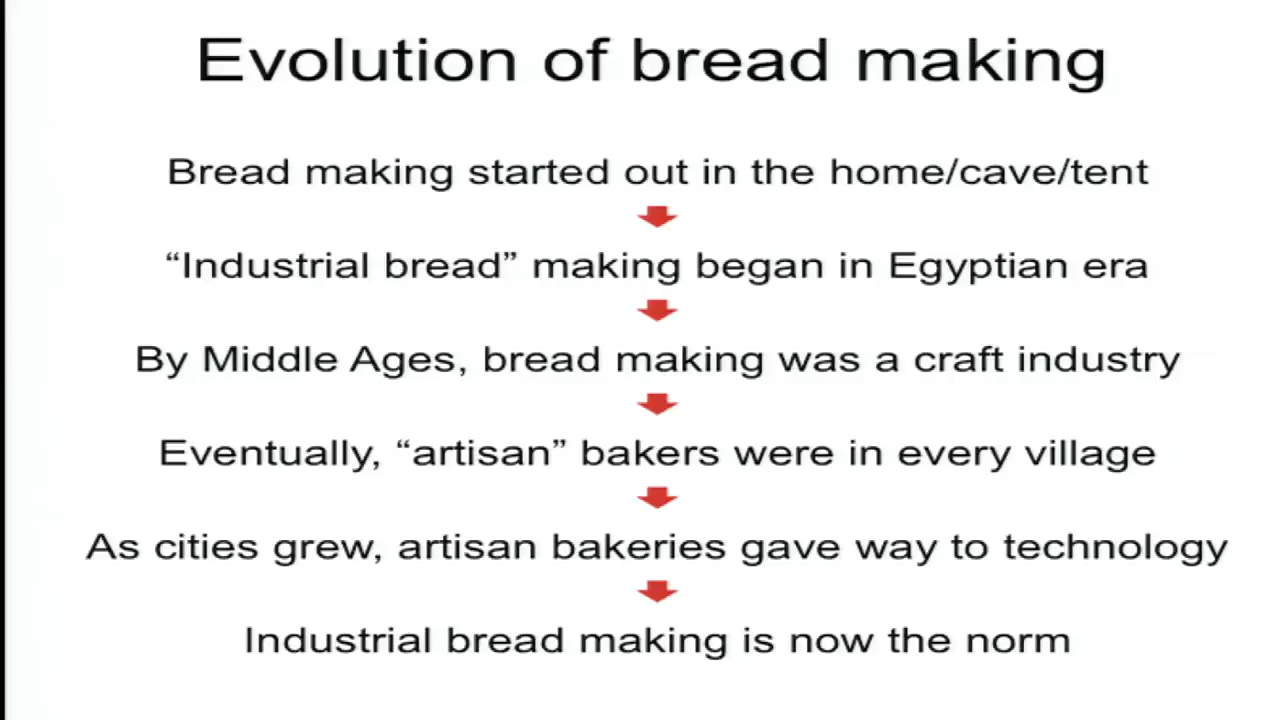 Evolution of bread making
Bread making started out in the home/cave/tent
“Industrial bread” making began in Egyptian era
By Middle Ages, bread making was a craft industry
Eventually, “artisan” bakers were in every village
As cities grew, artisan bakeries gave way to technology
Industrial bread making is now the norm